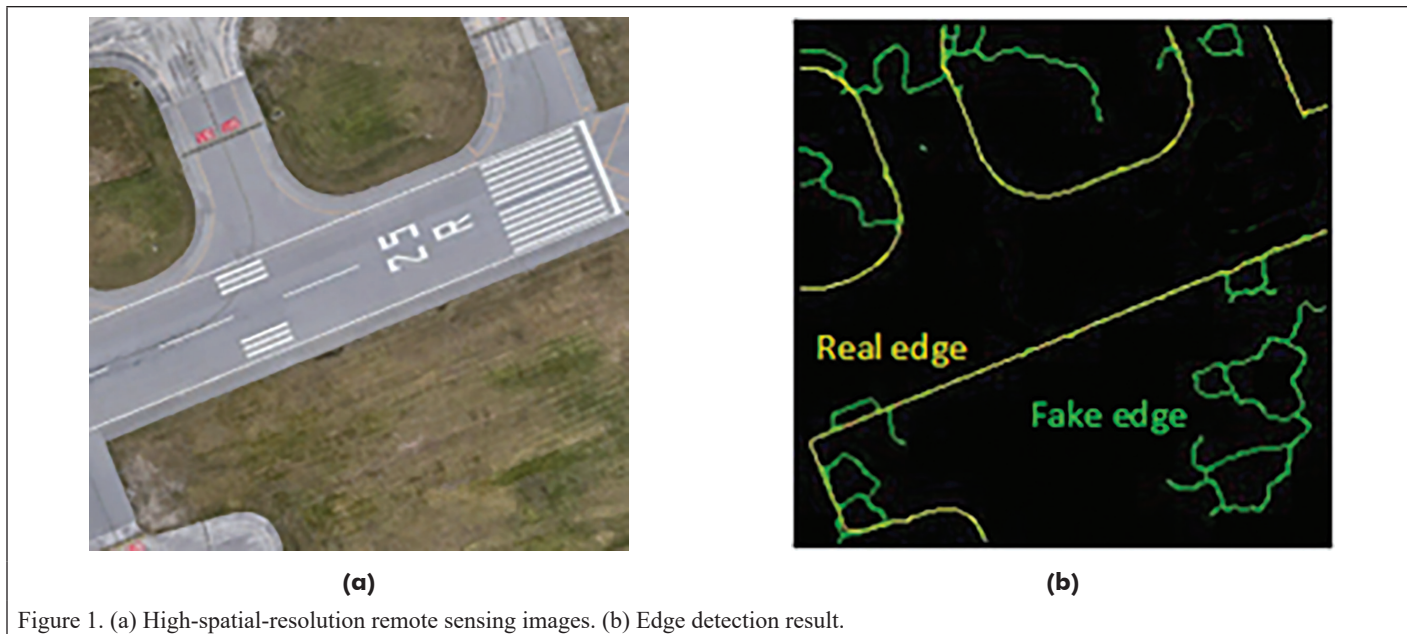 25
R
Real edge
Fake edge
(a)
(b)
Figure 1. (a) High-spatial-resolution remote sensing images. (b) Edge detection result.